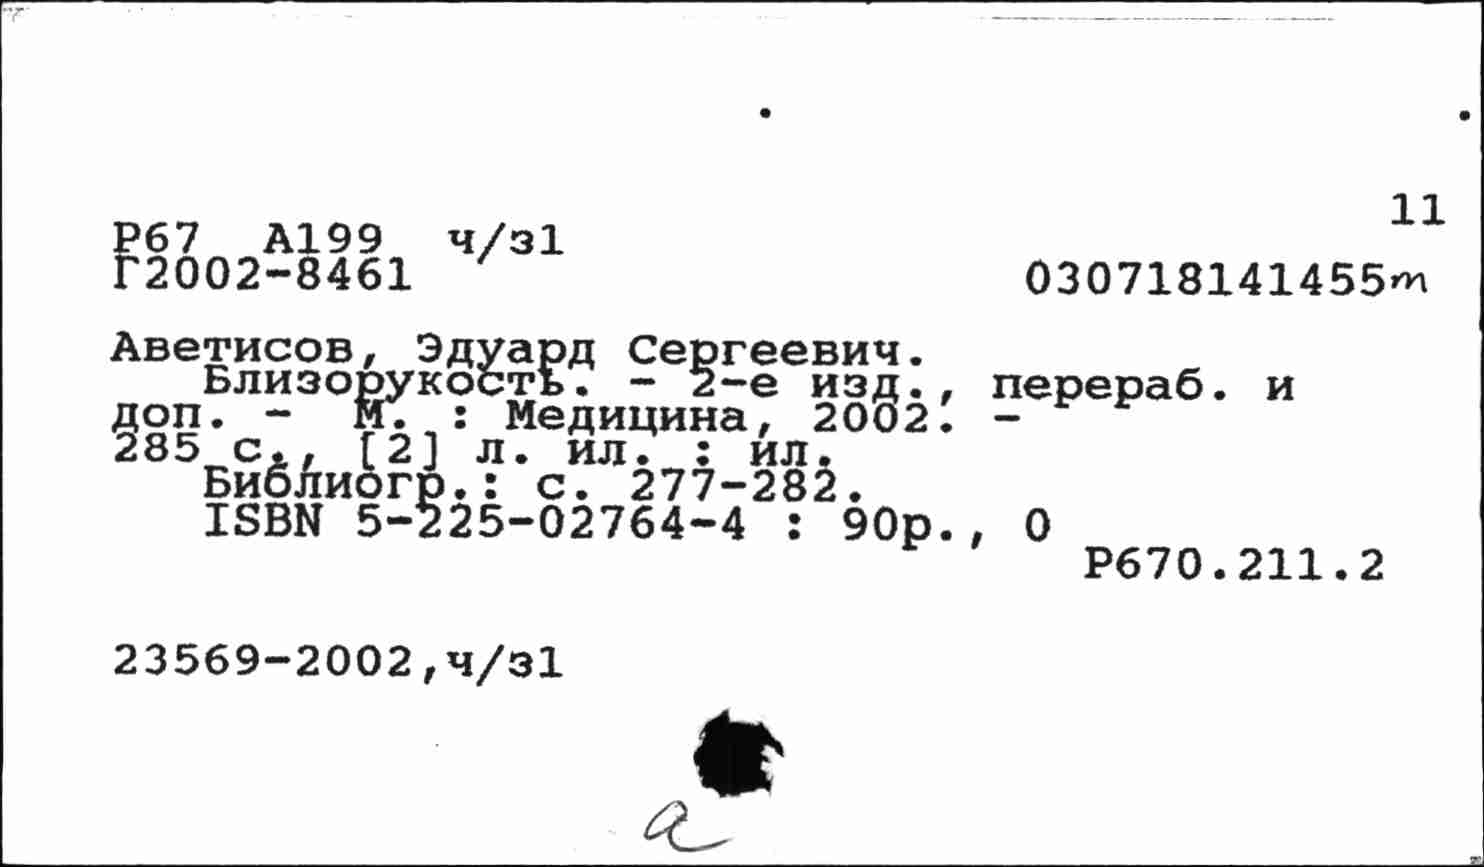 11
Р67 А199 ч/з1
Г2002-8461 030718141455m
Аветисов, Эдуард Сергеевич.
Близорукость. - 2-е изд., перераб. и
доп. - М. : Медицина, 2002. -
285 с., [2] л. ил. : ил.
Библиогр.: с. 277-282.
ISBN 5-225-02764-4 : 90р., 0
Р670.211.2
23569-2002,ч/з1
а